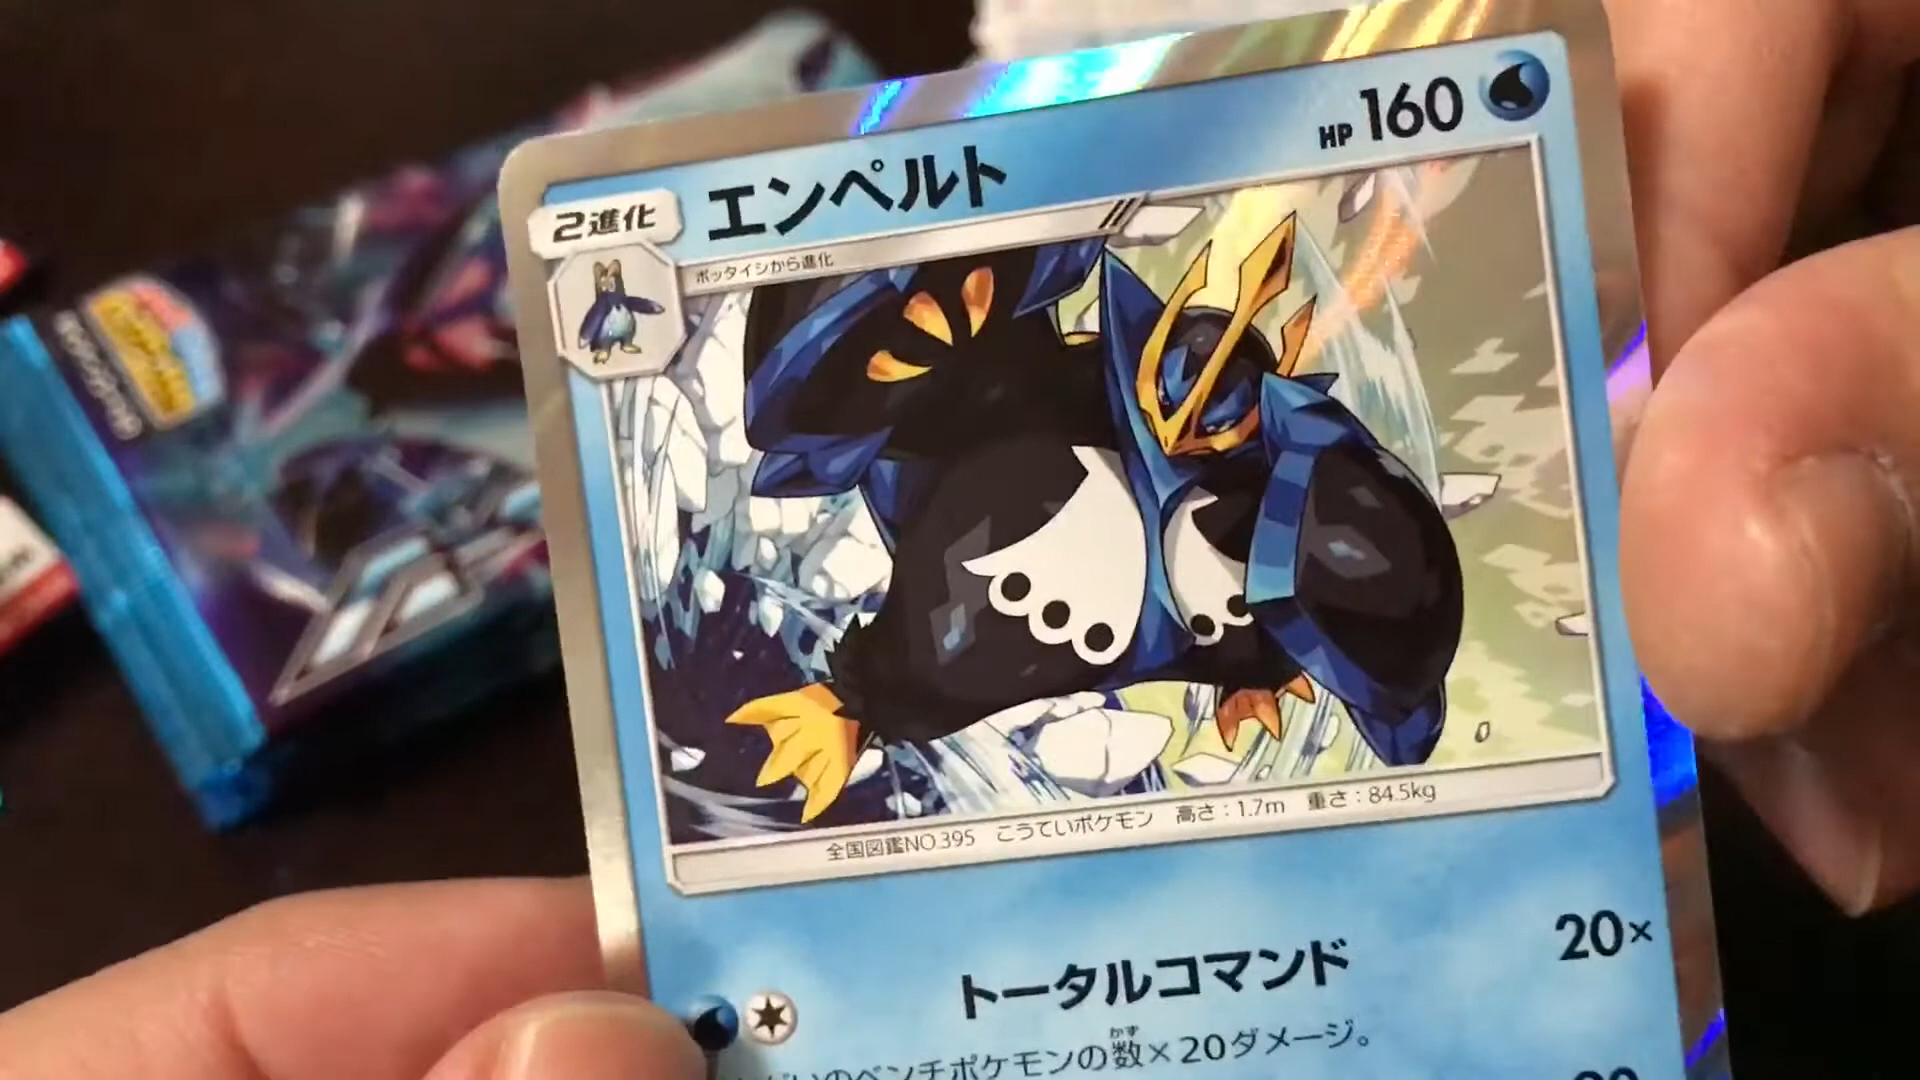 2進化
エンペルト
HP 160
ポッタイシから進化
全国図鑑NO.395 こうていポケモン 高さ：1.7m 重さ：84.5kg
トータルコマンド 20×
のベンチポケモンの数×20ダメージ。
かず